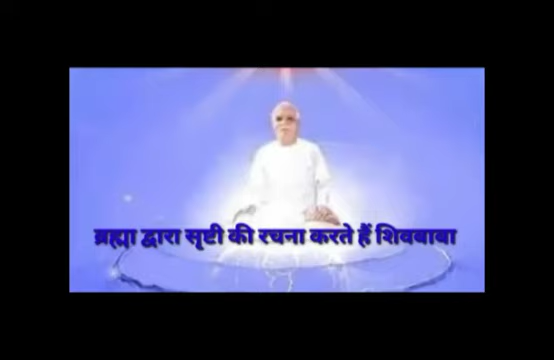 ब्रह्मा द्वारा सृष्टी की रचना करते हैं शिवबाबा